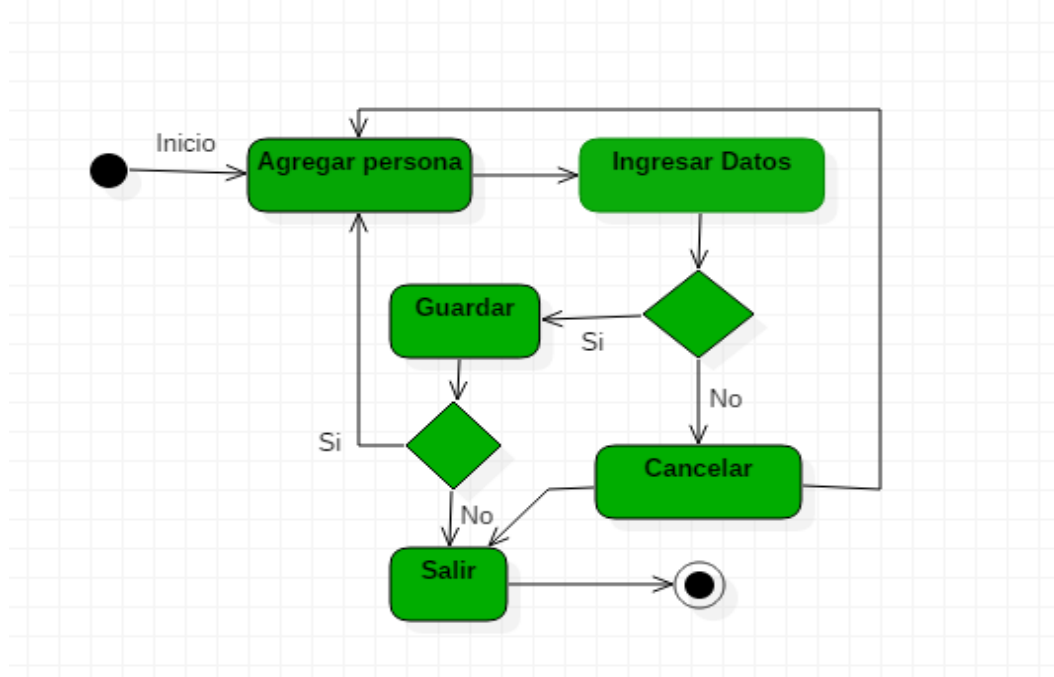 Inicio
Agregar persona
Ingresar Datos
Guardar
Si
No
Si
Cancelar
No
Salir